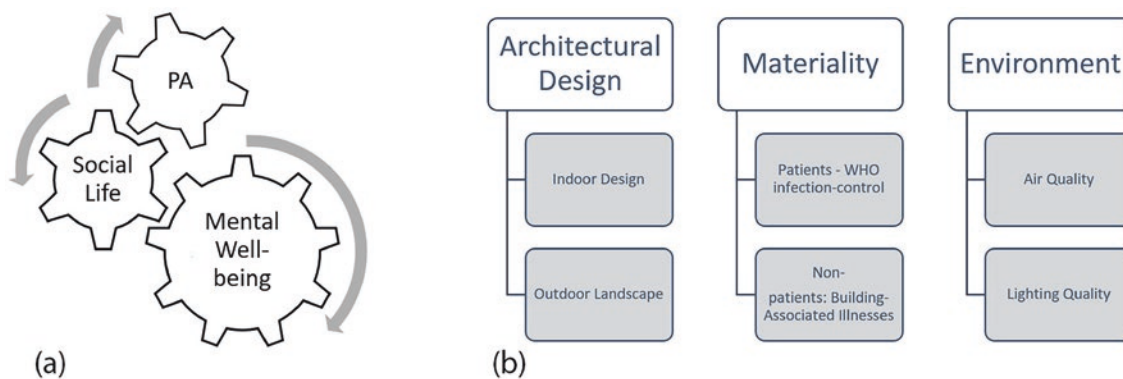 PA
Social
Life
Mental
Well-
being
(a)
Architectural
Design
Indoor Design
Outdoor Landscape
Materiality
Patients - WHO
infection-control
Non-
patients: Building-
Associated Illnesses
Environment
Air Quality
Lighting Quality
(b)